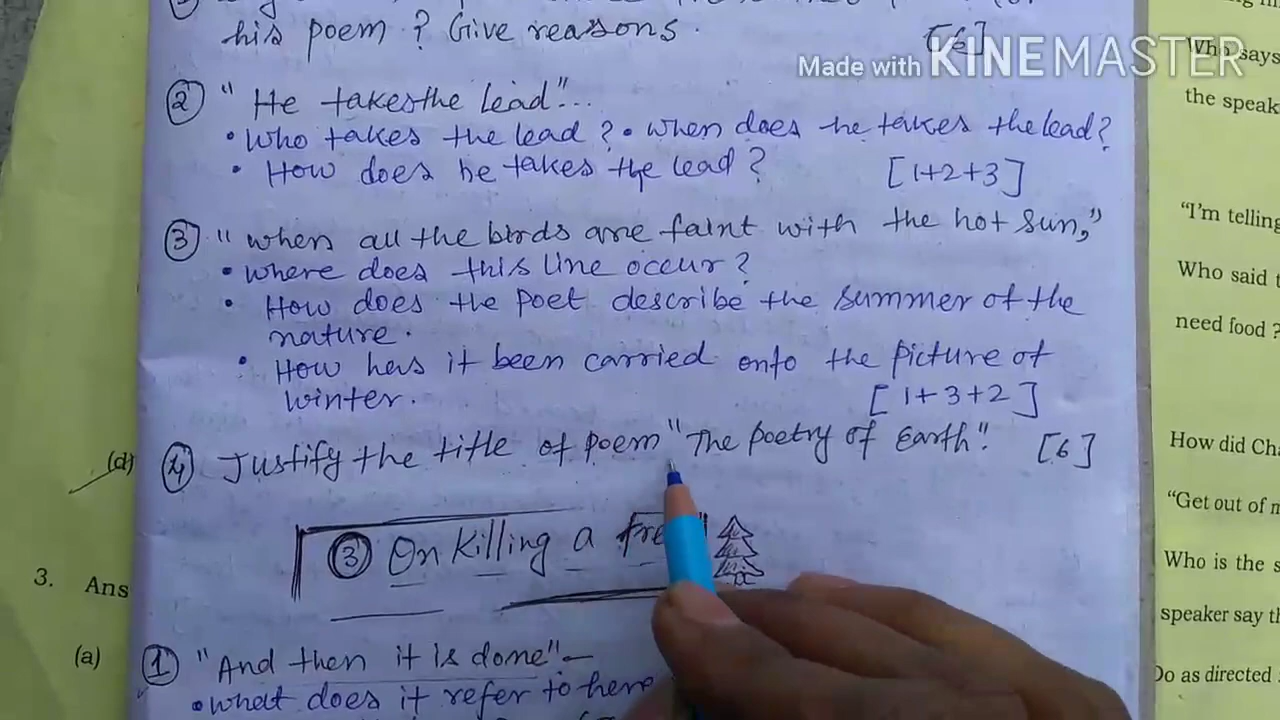 his poem ? Give reasons.
[6]
Made with KINEMASTER
② "He takesthe lead"...
• Who takes the lead ? • when does he takes the lead?
• How does he takes the lead ? [1+2+3]
③ "when all the birds are faint with the hot sun,"
• where does this line occur ?
• How does the poet describe the summer of the
nature.
• How has it been carried onto the picture of
winter. [1+3+2]
④ Justify the title of poem "The poetry of Earth". [6]
③ On Killing a
① "And then it is done"—
• what does it refer to here
(d)
3. Ans
(a)
Who says
the speak
"I'm telling
Who said t
need food ?
How did Ch
"Get out of m
Who is the s
speaker say th
Do as directed